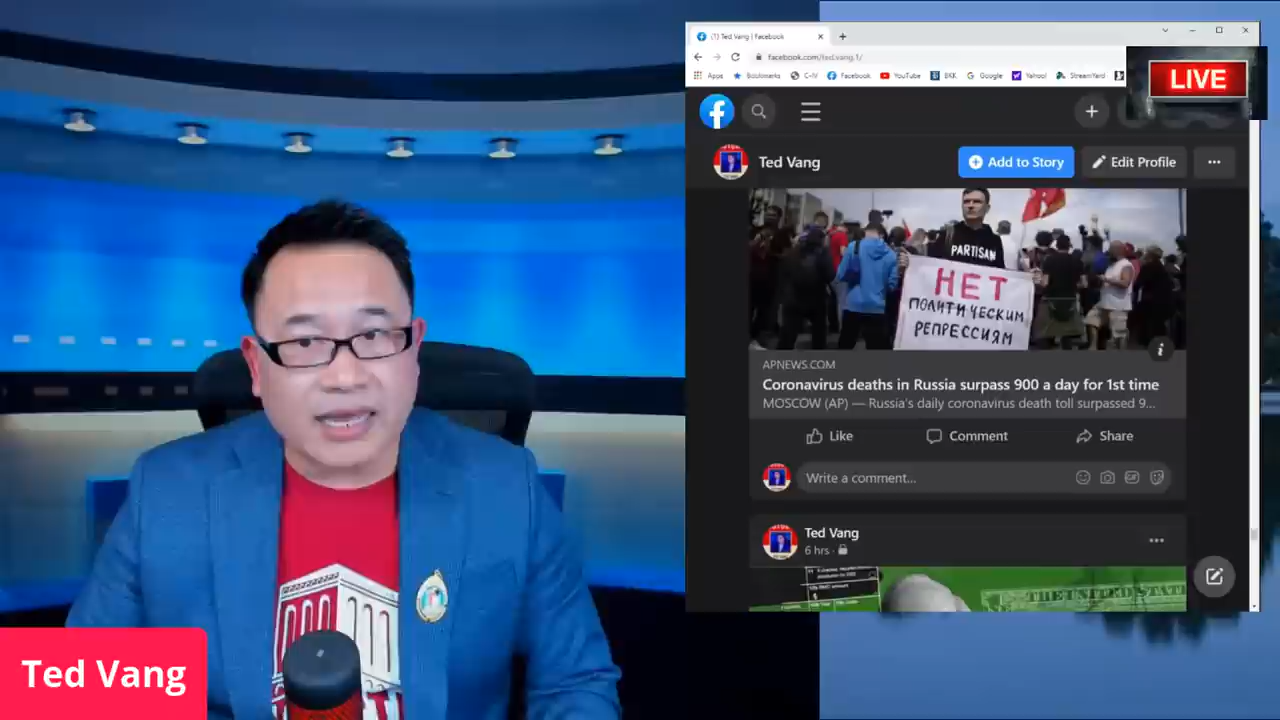 (1) Ted Vang | Facebook
facebook.com/ted.vang.1/
Apps Bookmarks Facebook YouTube BKK Google Yahoo! StreamYard
LIVE
Ted Vang
Add to Story
Edit Profile
PARTISAN
НЕТ
ПОЛИТИЧЕСКИМ
РЕПРЕССИЯМ
APNEWS.COM
Coronavirus deaths in Russia surpass 900 a day for 1st time
MOSCOW (AP) — Russia's daily coronavirus death toll surpassed 9...
Like Comment Share
Write a comment...
Ted Vang
6 hrs
THE UNITED STATE
Ted Vang